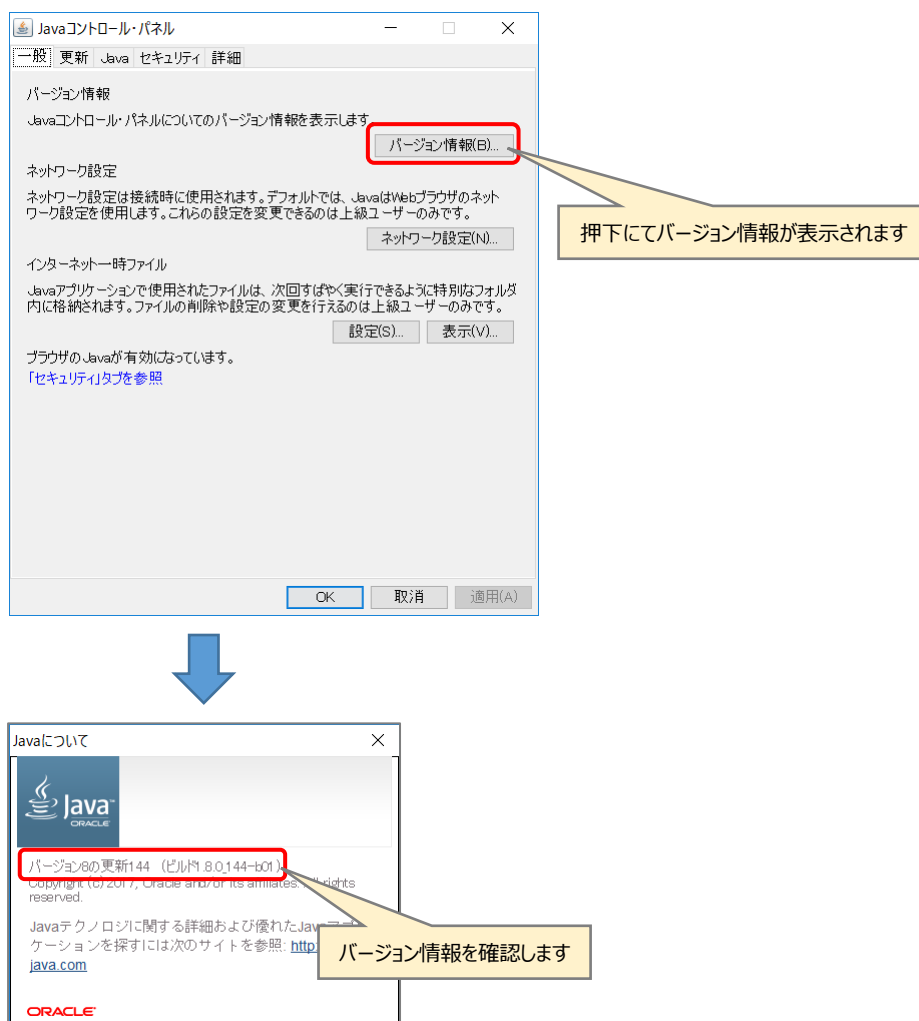 Javaコントロール・パネル
一般 更新 Java セキュリティ 詳細
バージョン情報
Javaコントロール・パネルについてのバージョン情報を表示します。
バージョン情報(B)...
ネットワーク設定
ネットワーク設定は接続時に使用されます。デフォルトでは、JavaはWebブラウザのネット
ワーク設定を使用します。これらの設定を変更できるのは上級ユーザーのみです。
ネットワーク設定(N)...
押下にてバージョン情報が表示されます
インターネット一時ファイル
Javaアプリケーションで使用されたファイルは、次回すばやく実行できるように特別なフォルダ
内に格納されます。ファイルの削除や設定の変更を行えるのは上級ユーザーのみです。
設定(S)... 表示(V)...
ブラウザのJavaが有効になっています。
「セキュリティ」タブを参照
OK 取消 適用(A)
Javaについて
Java™
ORACLE
バージョン8の更新144 (ビルド1.8.0_144-b01)
Copyright (c) 2017, Oracle and/or its affiliates. All rights
reserved.
Javaテクノロジに関する詳細および優れたJava
ケーションを探すには次のサイトを参照: http:
java.com
バージョン情報を確認します
ORACLE